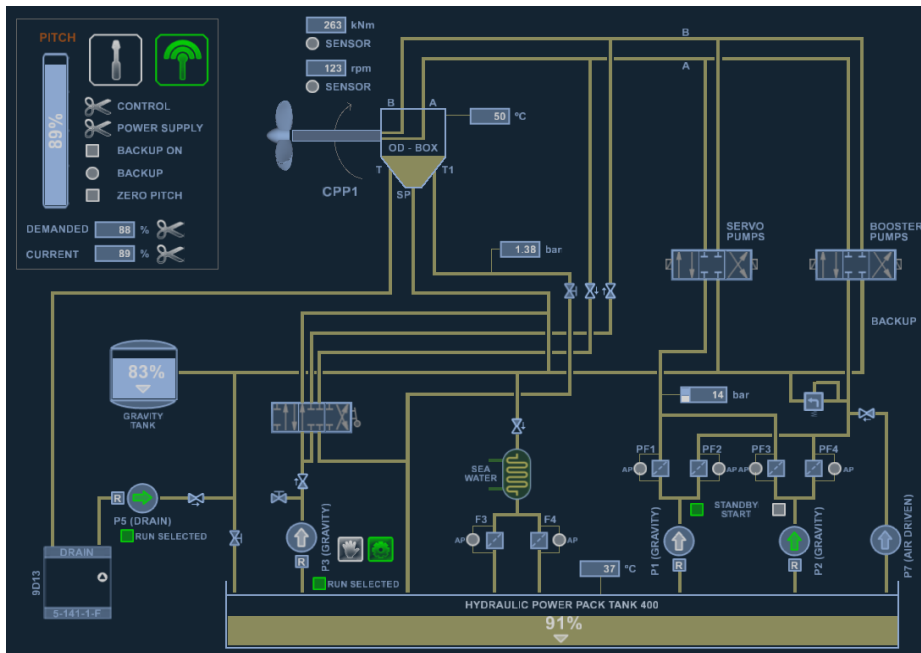 PITCH
89%
CONTROL
POWER SUPPLY
BACKUP ON
BACKUP
ZERO PITCH
DEMANDED 88 %
CURRENT 89 %
263 kNm
SENSOR
123 rpm
SENSOR
B
A
B A
50 ºC
OD - BOX
T T1
SP
CPP1
1.38 bar
SERVO
PUMPS
BOOSTER
PUMPS
BACKUP
83%
GRAVITY
TANK
14 bar
PF1 PF2 PF3 PF4
AP AP AP AP
SEA
WATER
STANDBY
START
R
P5 (DRAIN)
RUN SELECTED
P3 (GRAVITY)
R
RUN SELECTED
F3 F4
AP AP
P1 (GRAVITY)
R
P2 (GRAVITY)
R
P7 (AIR DRIVEN)
DRAIN
9D13
5-141-1-F
37 ºC
HYDRAULIC POWER PACK TANK 400
91%